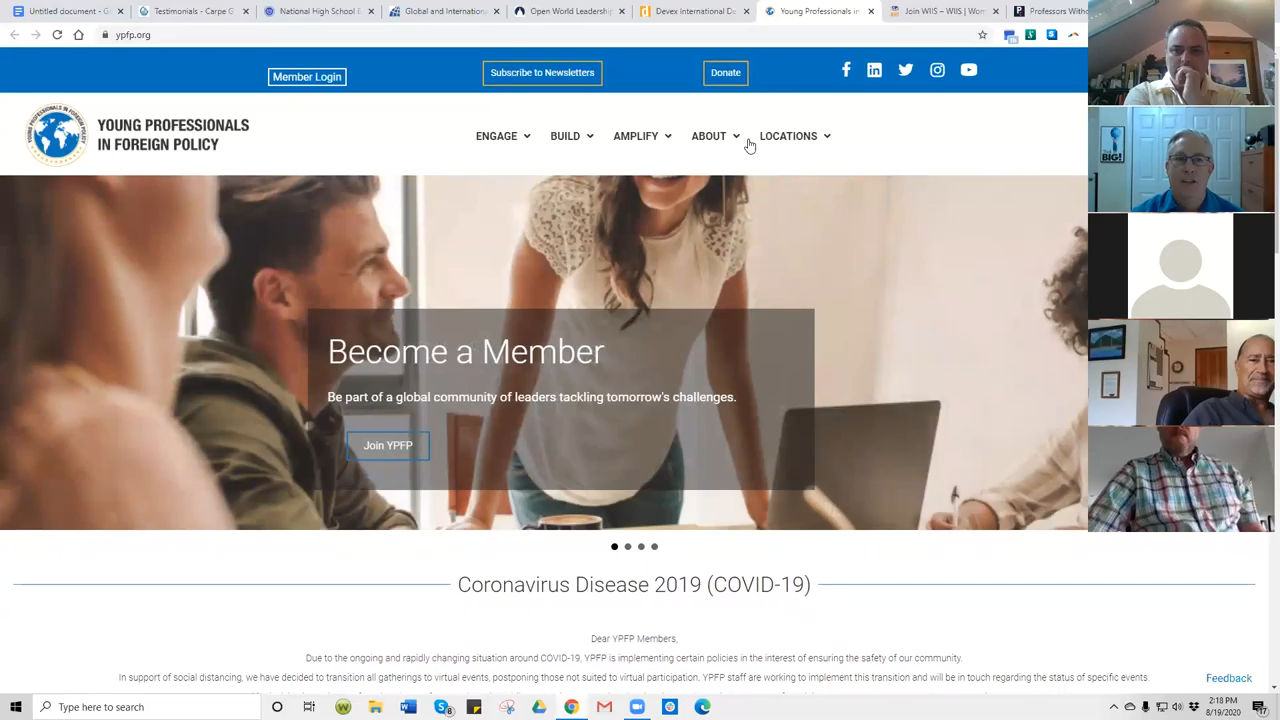 Untitled document - Goo
Testimonials - Carpe G
National High School E
Global and Internation
Open World Leadership
Devex International De
Young Professionals in
Join WIIS – WIIS | Wom
Professors Witho
ypfp.org
Member Login
Subscribe to Newsletters
Donate
YOUNG PROFESSIONALS
IN FOREIGN POLICY
ENGAGE
BUILD
AMPLIFY
ABOUT
LOCATIONS
BIG!
Become a Member
Be part of a global community of leaders tackling tomorrow's challenges.
Join YPFP
Coronavirus Disease 2019 (COVID-19)
Dear YPFP Members,
Due to the ongoing and rapidly changing situation around COVID-19, YPFP is implementing certain policies in the interest of ensuring the safety of our community.
In support of social distancing, we have decided to transition all gatherings to virtual events, postponing those not suited to virtual participation. YPFP staff are working to implement this transition and will be in touch regarding the status of specific events.
Feedback
Type here to search
2:18 PM
8/19/2020
17